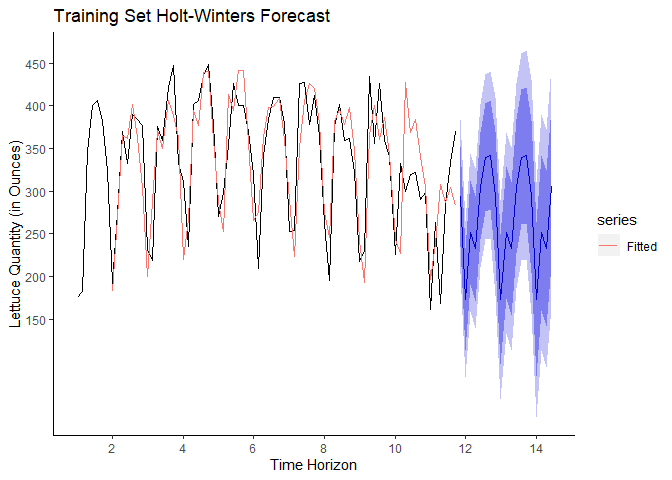 Training Set Holt-Winters Forecast
Lettuce Quantity (in Ounces)
450
400
350
300
250
200
150
2 4 6 8 10 12 14
Time Horizon
series
Fitted